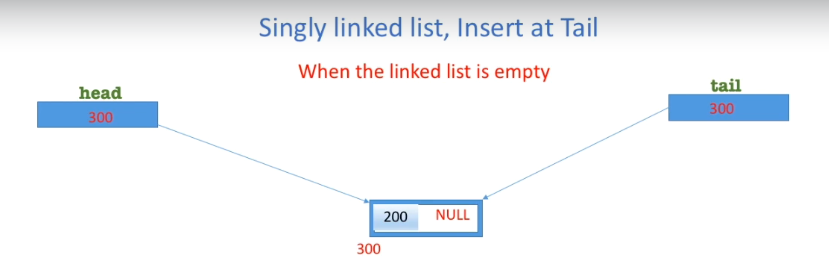 Singly linked list, Insert at Tail
When the linked list is empty
head
300
tail
300
200 NULL
300